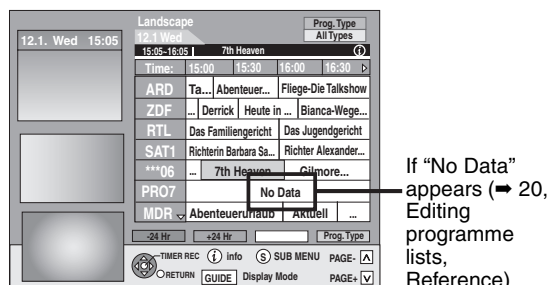 Landscape
Prog. Type
12.1. Wed 15:05
12.1 Wed
All Types
15:05~16:05 7th Heaven
Time: 15:00 15:30 16:00 16:30
ARD Ta... Abenteuer... Fliege-Die Talkshow
ZDF ... Derrick Heute in ... Bianca-Wege...
RTL Das Familiengericht Das Jugendgericht
SAT1 Richterin Barbara Sa... Richter Alexander...
***06 ... 7th Heaven Gilmore...
PRO7 No Data
MDR Abenteuerurlaub Aktuell ...
-24 Hr +24 Hr Prog. Type
TIMER REC i info S SUB MENU PAGE-
RETURN GUIDE Display Mode PAGE+
If “No Data”
appears (➡ 20,
Editing
programme
lists,
Reference)